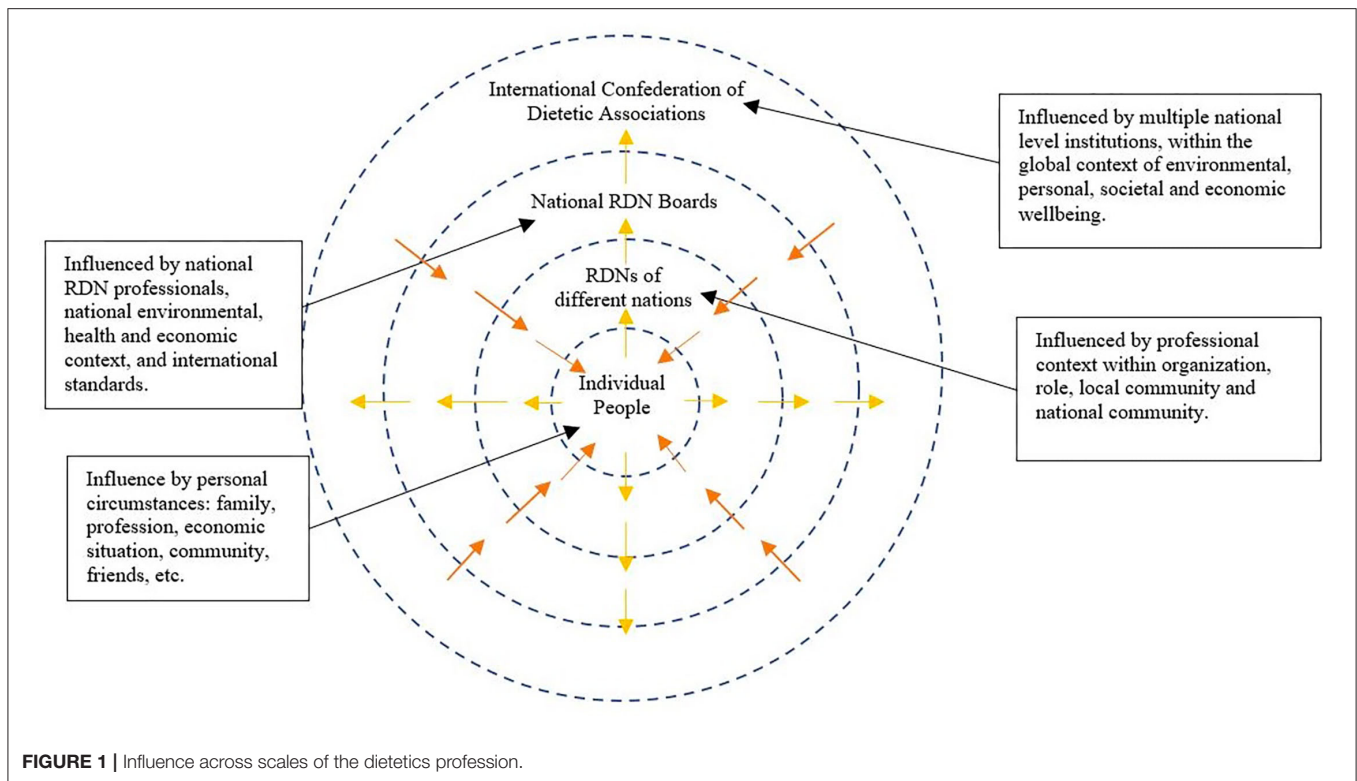 International Confederation of
Dietetic Associations
Influenced by multiple national
level institutions, within the
global context of environmental,
personal, societal and economic
wellbeing.
National RDN Boards
Influenced by national
RDN professionals,
national environmental,
health and economic
context, and international
standards.
RDNs of
different nations
Influenced by professional
context within organization,
role, local community and
national community.
Individual
People
Influence by personal
circumstances: family,
profession, economic
situation, community,
friends, etc.
FIGURE 1 | Influence across scales of the dietetics profession.